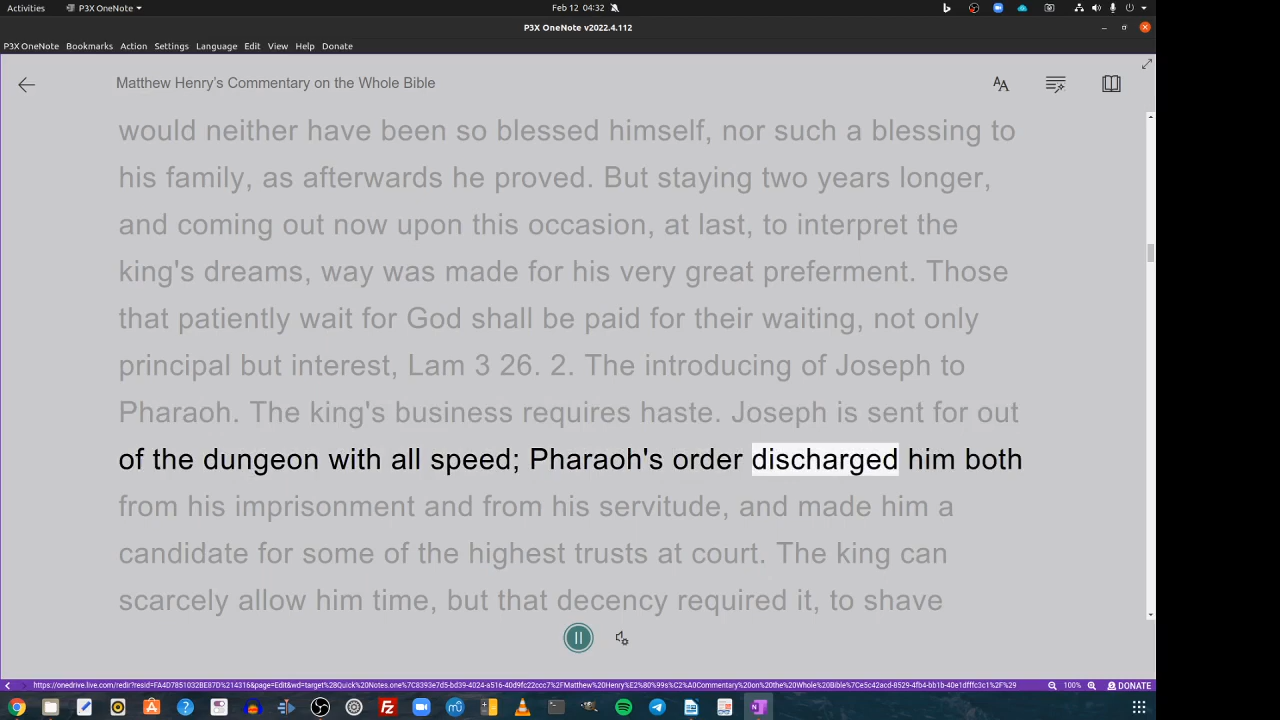 Activities
P3X OneNote
Feb 12 04:32
P3X OneNote v2022.4.112
P3X OneNote Bookmarks Action Settings Language Edit View Help Donate
Matthew Henry's Commentary on the Whole Bible
would neither have been so blessed himself, nor such a blessing to
his family, as afterwards he proved. But staying two years longer,
and coming out now upon this occasion, at last, to interpret the
king's dreams, way was made for his very great preferment. Those
that patiently wait for God shall be paid for their waiting, not only
principal but interest, Lam 3 26. 2. The introducing of Joseph to
Pharaoh. The king's business requires haste. Joseph is sent for out
of the dungeon with all speed; Pharaoh's order discharged him both
from his imprisonment and from his servitude, and made him a
candidate for some of the highest trusts at court. The king can
scarcely allow him time, but that decency required it, to shave
100%
DONATE